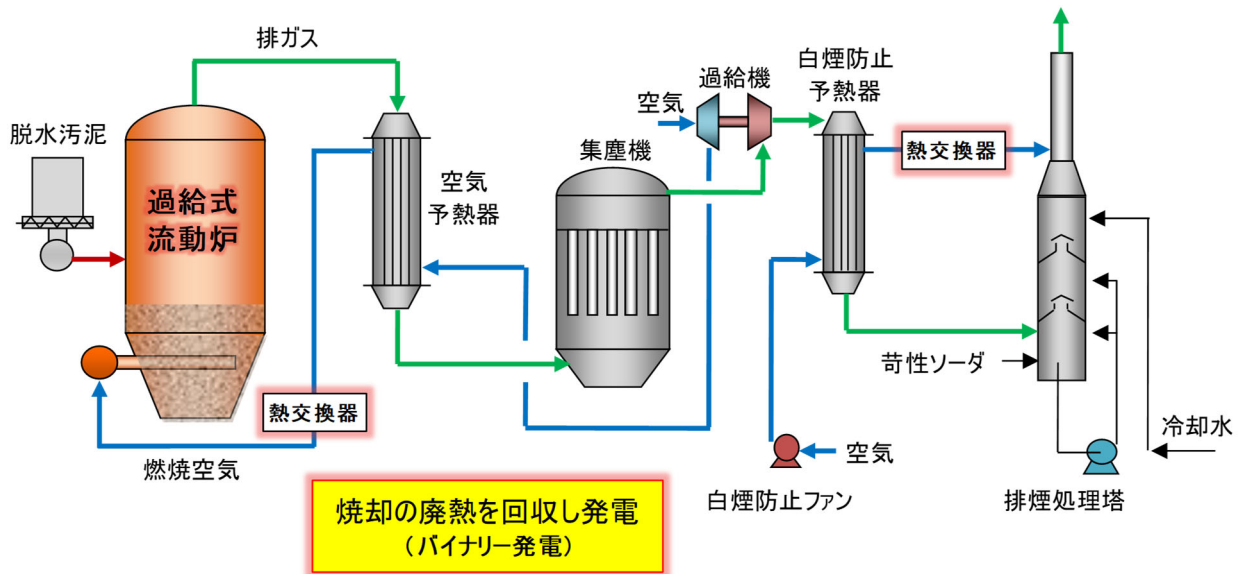 排ガス
脱水汚泥
過給式
流動炉
空気
予熱器
集塵機
空気
過給機
白煙防止
予熱器
熱交換器
熱交換器
燃焼空気
苛性ソーダ
冷却水
空気
白煙防止ファン
排煙処理塔
焼却の廃熱を回収し発電
（バイナリー発電）